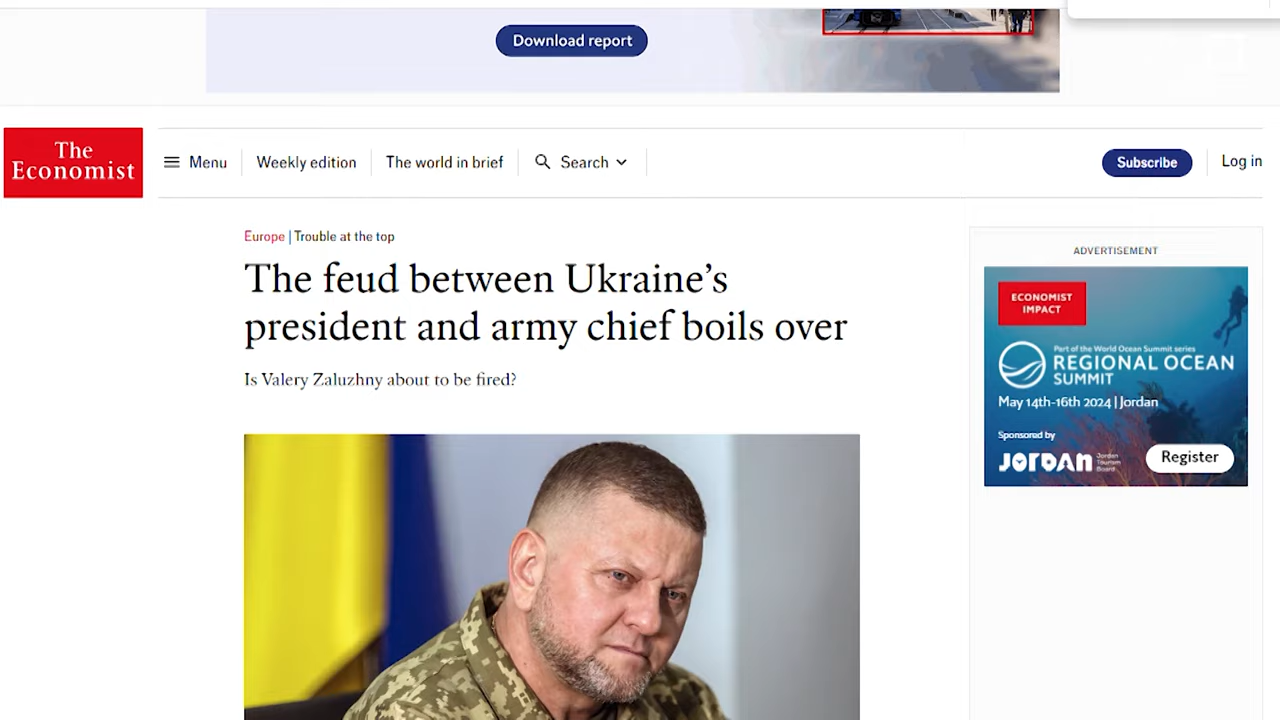 Download report
The
Economist
Menu
Weekly edition
The world in brief
Search
Subscribe
Log in
Europe | Trouble at the top
The feud between Ukraine’s
president and army chief boils over
Is Valery Zaluzhny about to be fired?
ADVERTISEMENT
ECONOMIST
IMPACT
Part of the World Ocean Summit series
REGIONAL OCEAN
SUMMIT
May 14th-16th 2024 | Jordan
Sponsored by
JORDAN
Jordan
Tourism
Board
Register